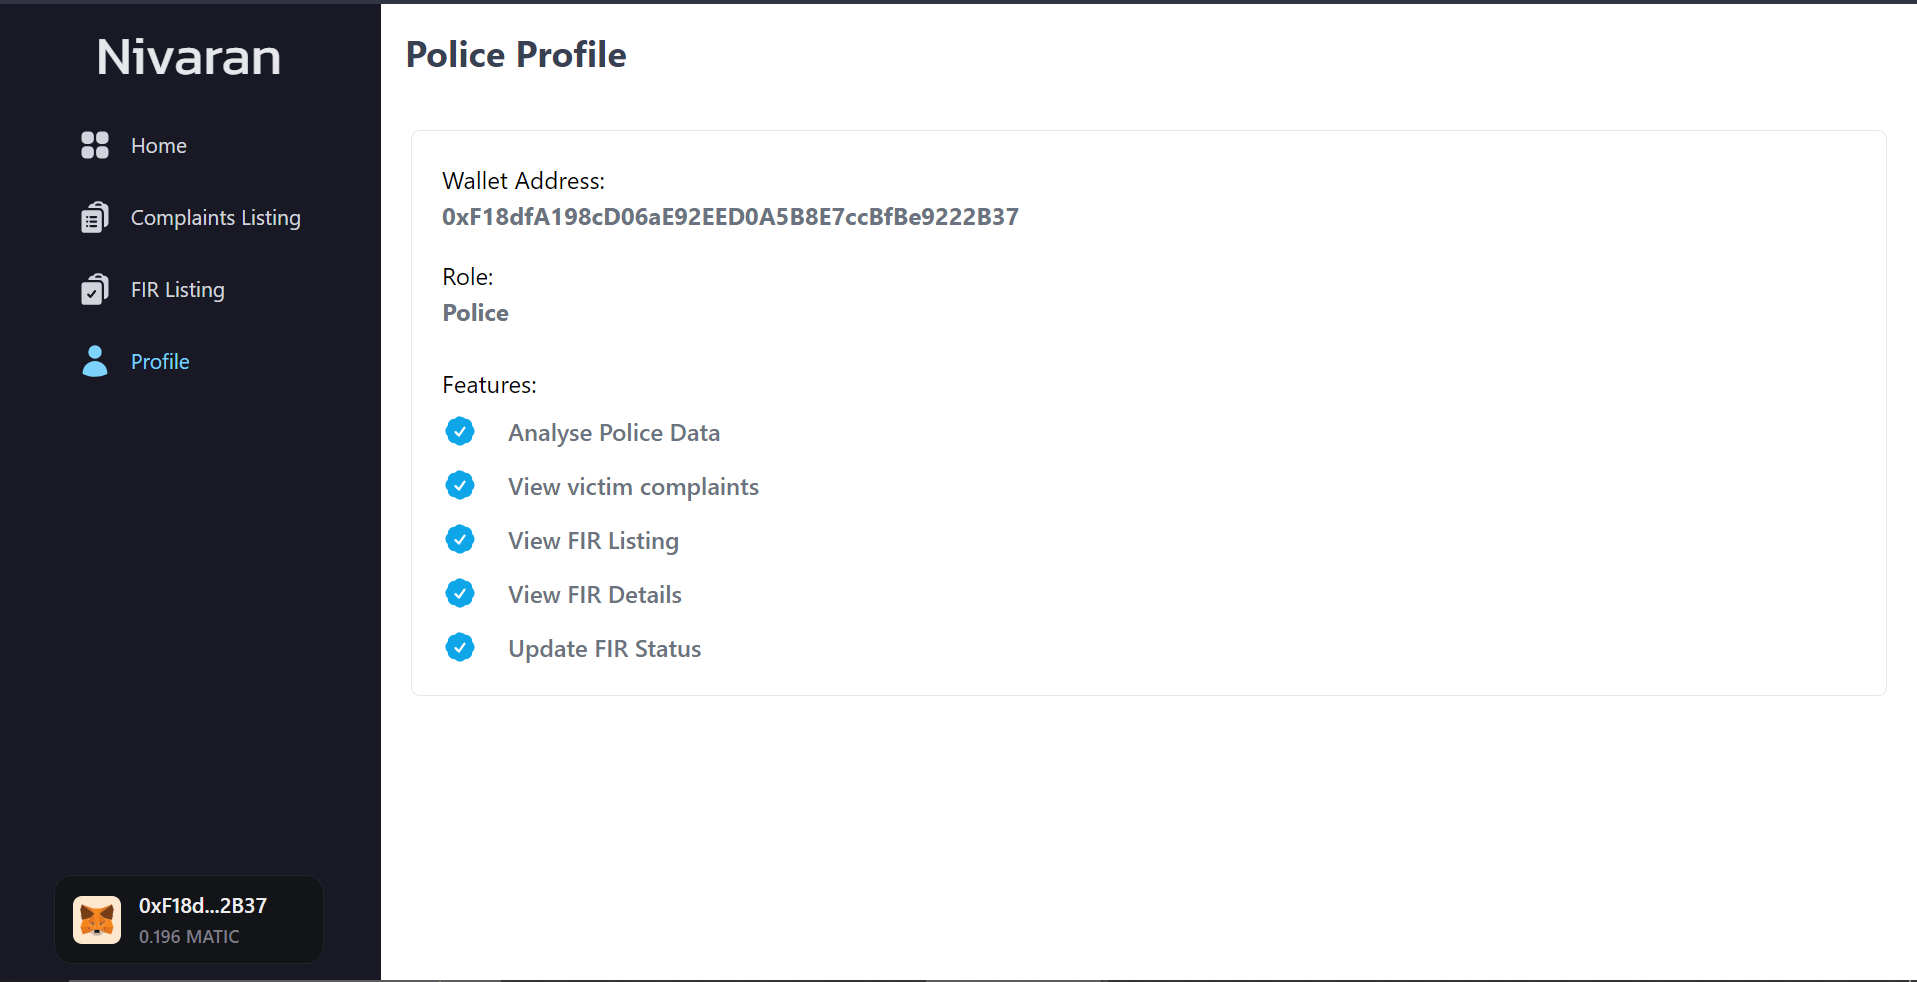 Nivaran
Home
Complaints Listing
FIR Listing
Profile
0xF18d...2B37
0.196 MATIC
Police Profile
Wallet Address:
0xF18dfA198cD06aE92EED0A5B8E7ccBfBe9222B37
Role:
Police
Features:
Analyse Police Data
View victim complaints
View FIR Listing
View FIR Details
Update FIR Status